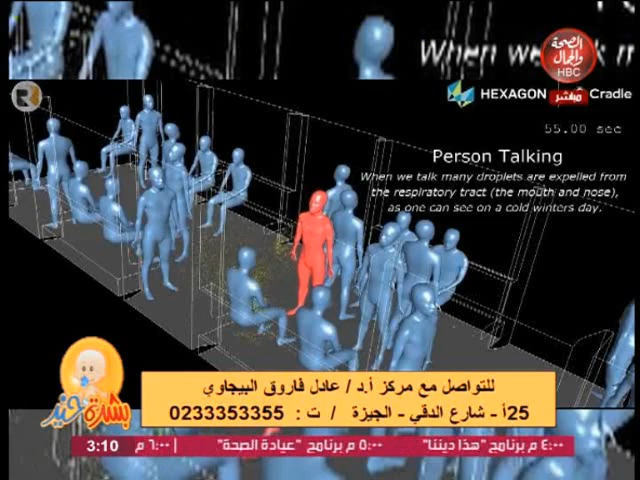 When we
الصحة
والجمال
HBC
مباشر
HEXAGON
Cradle
55.00 sec
Person Talking
When we talk many droplets are expelled from
the respiratory tract (the mouth and nose),
as one can see on a cold winters day.
للتواصل مع مركز أ.د / عادل فاروق البيجاوي
25أ - شارع الدقي - الجيزة / ت : 0233353355
بشرة خير
٤:٠٠ م برنامج "هذا ديننا" ٥:٠٠ م برنامج "عيادة الصحة" ٦:٠٠ م
3:10